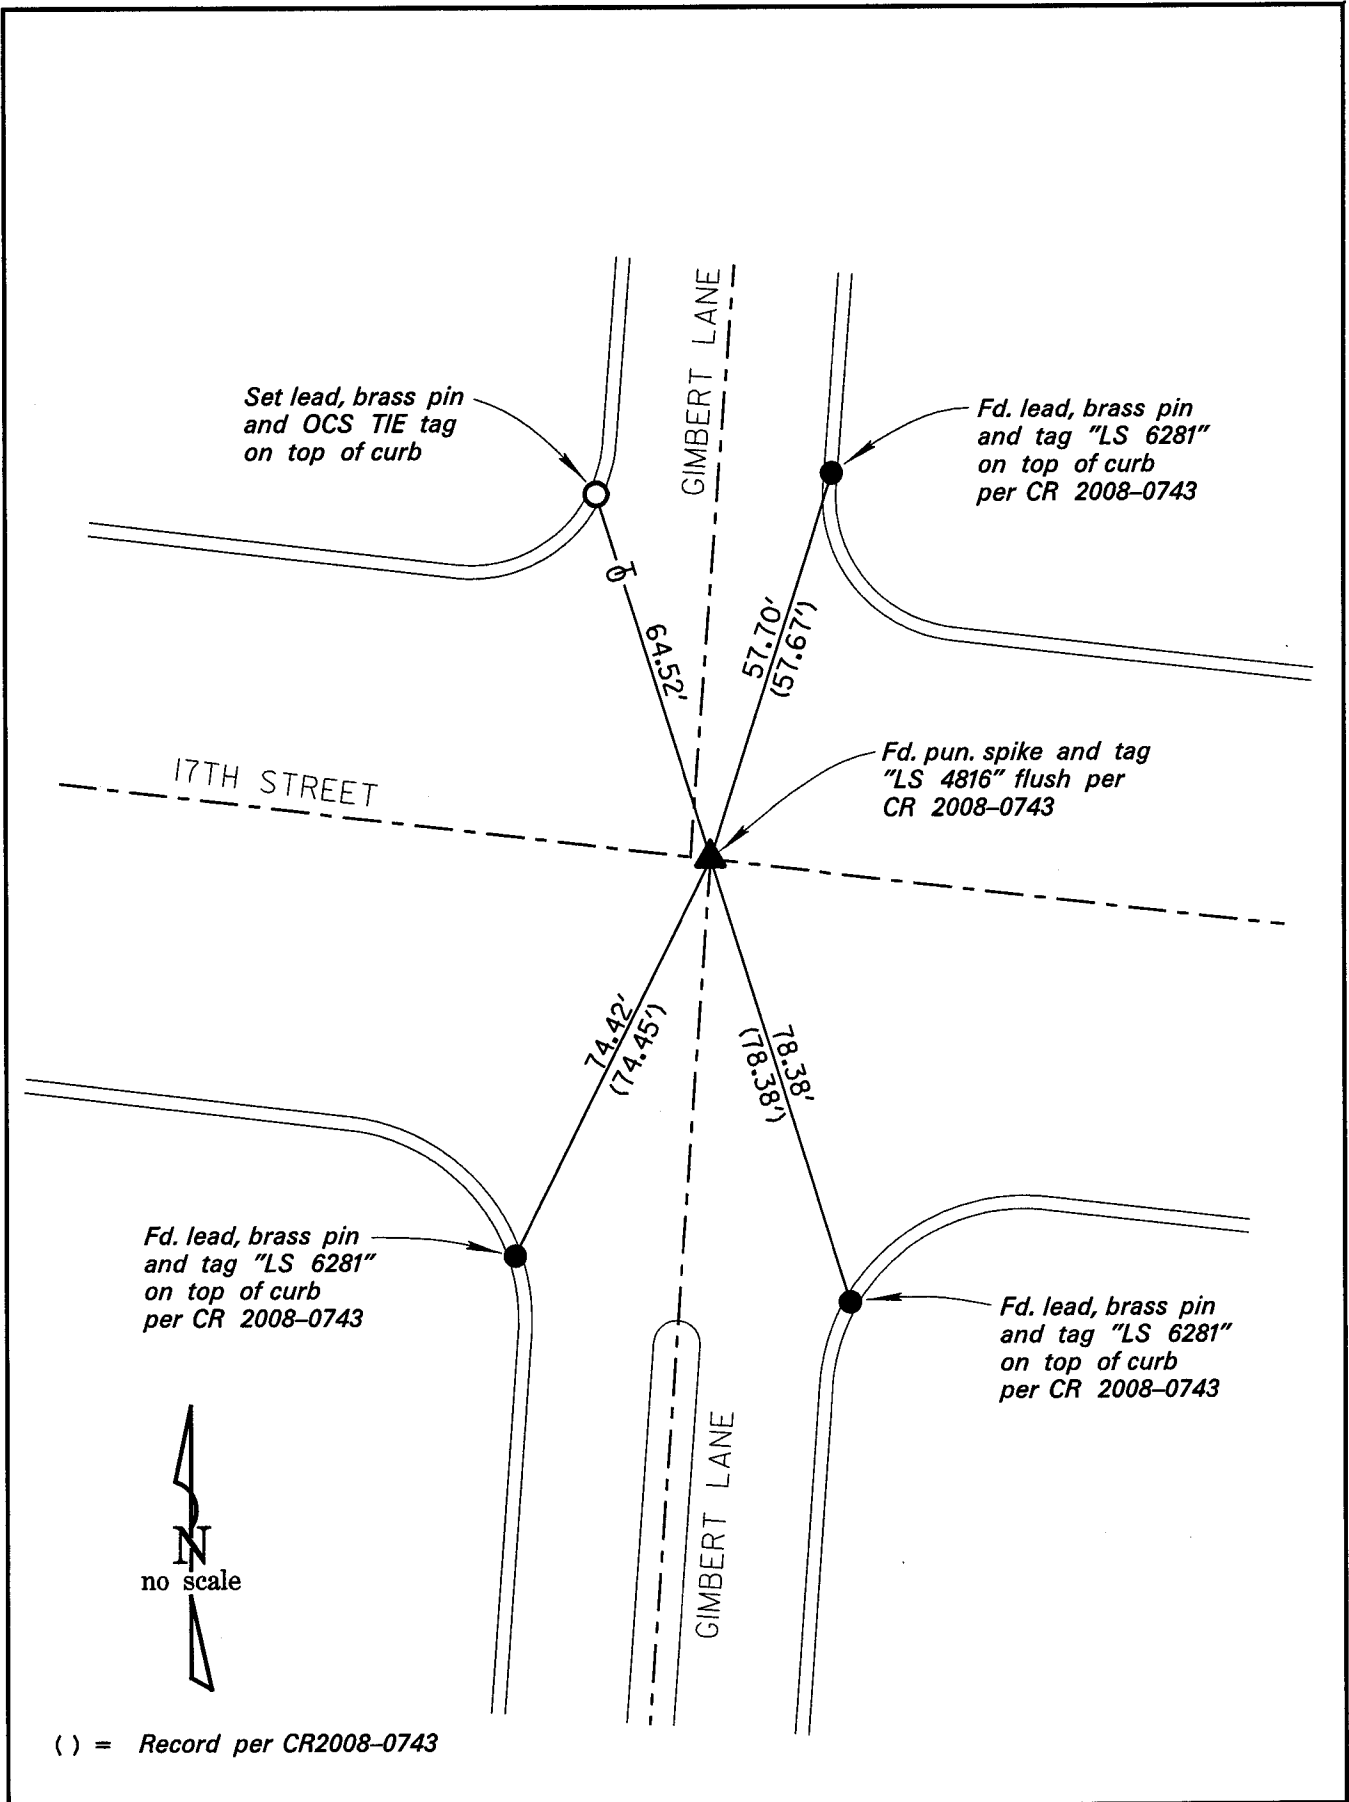 GIMBERT LANE
Set lead, brass pin
and OCS TIE tag
on top of curb
Fd. lead, brass pin
and tag "LS 6281"
on top of curb
per CR 2008–0743
64.52'
57.70'
(57.67')
17TH STREET
Fd. pun. spike and tag
"LS 4816" flush per
CR 2008–0743
74.42'
(74.45')
78.38'
(78.38')
Fd. lead, brass pin
and tag "LS 6281"
on top of curb
per CR 2008–0743
Fd. lead, brass pin
and tag "LS 6281"
on top of curb
per CR 2008–0743
GIMBERT LANE
N
no scale
( ) = Record per CR2008–0743